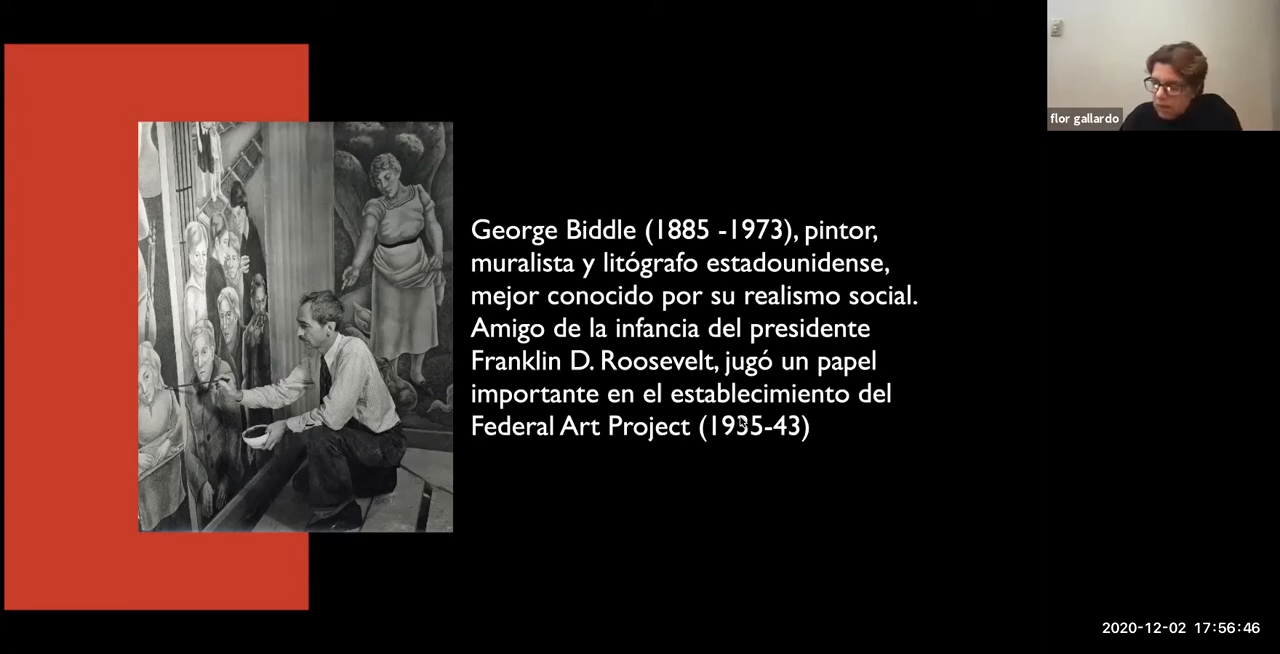 flor gallardo
George Biddle (1885 -1973), pintor,
muralista y litógrafo estadounidense,
mejor conocido por su realismo social.
Amigo de la infancia del presidente
Franklin D. Roosevelt, jugó un papel
importante en el establecimiento del
Federal Art Project (1935-43)
2020-12-02 17:56:46